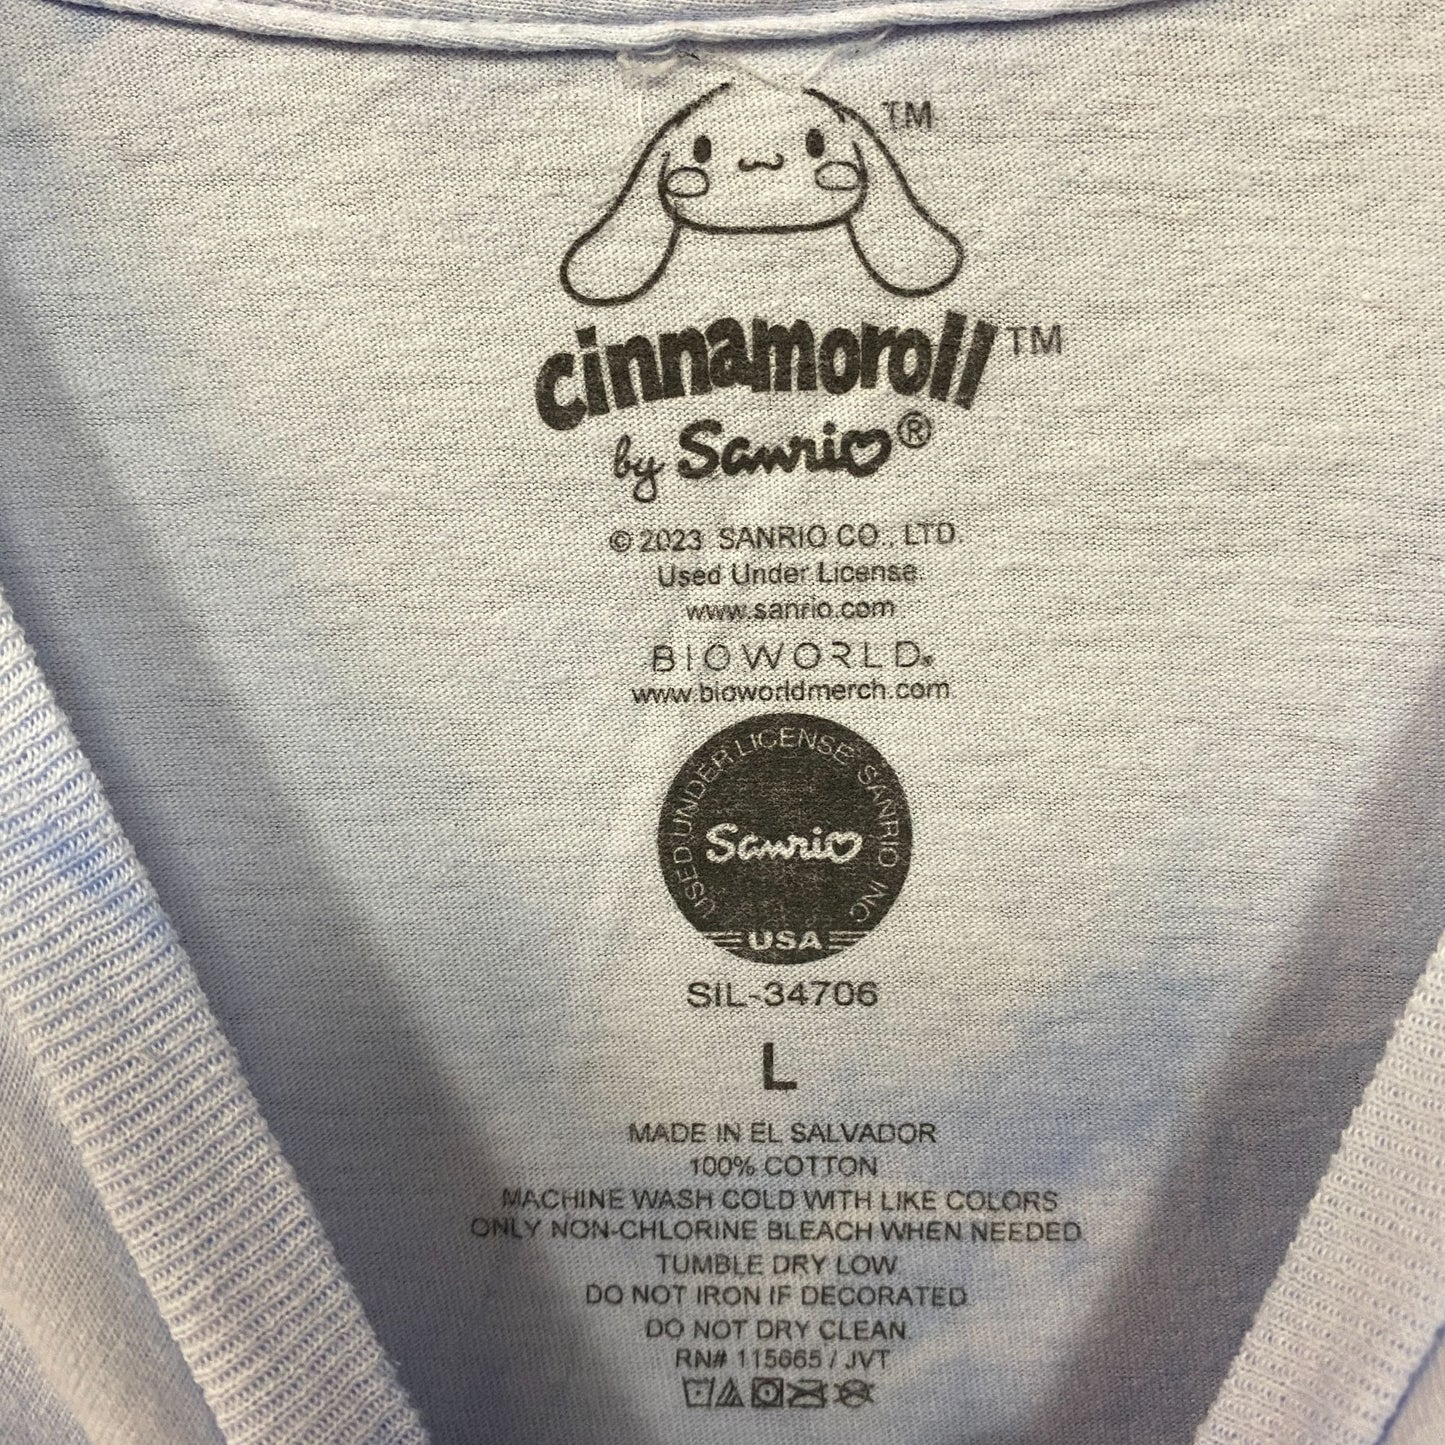 TM
cinnamoroll TM
by Sanrio ®
© 2023 SANRIO CO., LTD.
Used Under License.
www.sanrio.com
BIOWORLD®
www.bioworldmerch.com
USED UNDER LICENSE SANRIO INC
Sanrio
USA
SIL-34706
L
MADE IN EL SALVADOR
100% COTTON
MACHINE WASH COLD WITH LIKE COLORS
ONLY NON-CHLORINE BLEACH WHEN NEEDED
TUMBLE DRY LOW
DO NOT IRON IF DECORATED
DO NOT DRY CLEAN
RN# 115665 / JVT